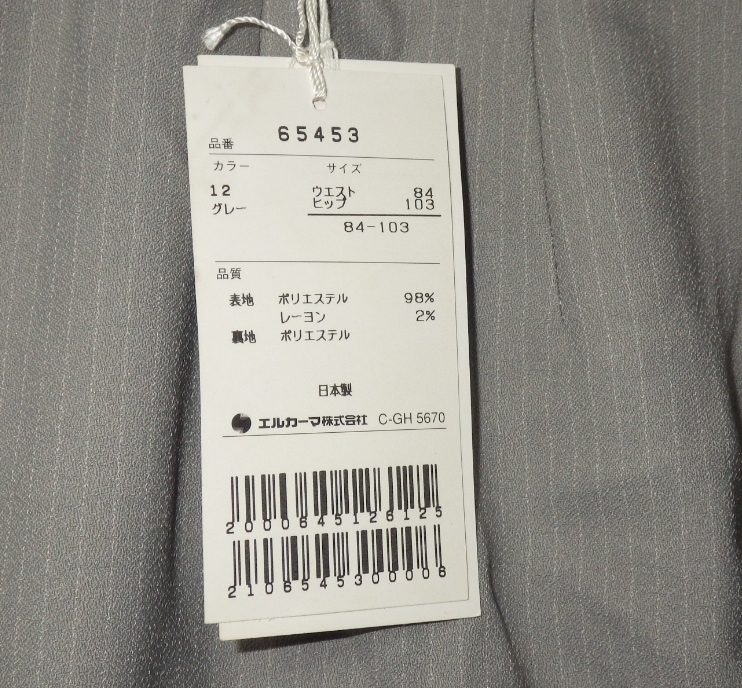 品番 65453
カラー サイズ
12 ウエスト 84
グレー ヒップ 103
84-103
品質
表地 ポリエステル 98%
レーヨン 2%
裏地 ポリエステル
日本製
エルカーマ株式会社 C-GH 5670
2000645126125
2106545300006